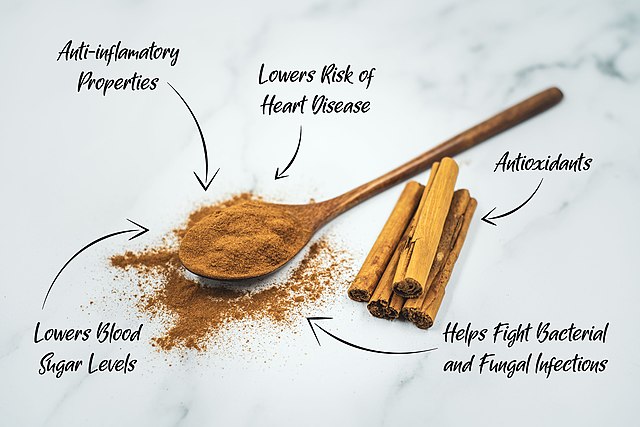 Anti-inflamatory
Properties
Lowers Risk of
Heart Disease
Antioxidants
Lowers Blood
Sugar Levels
Helps Fight Bacterial
and Fungal Infections